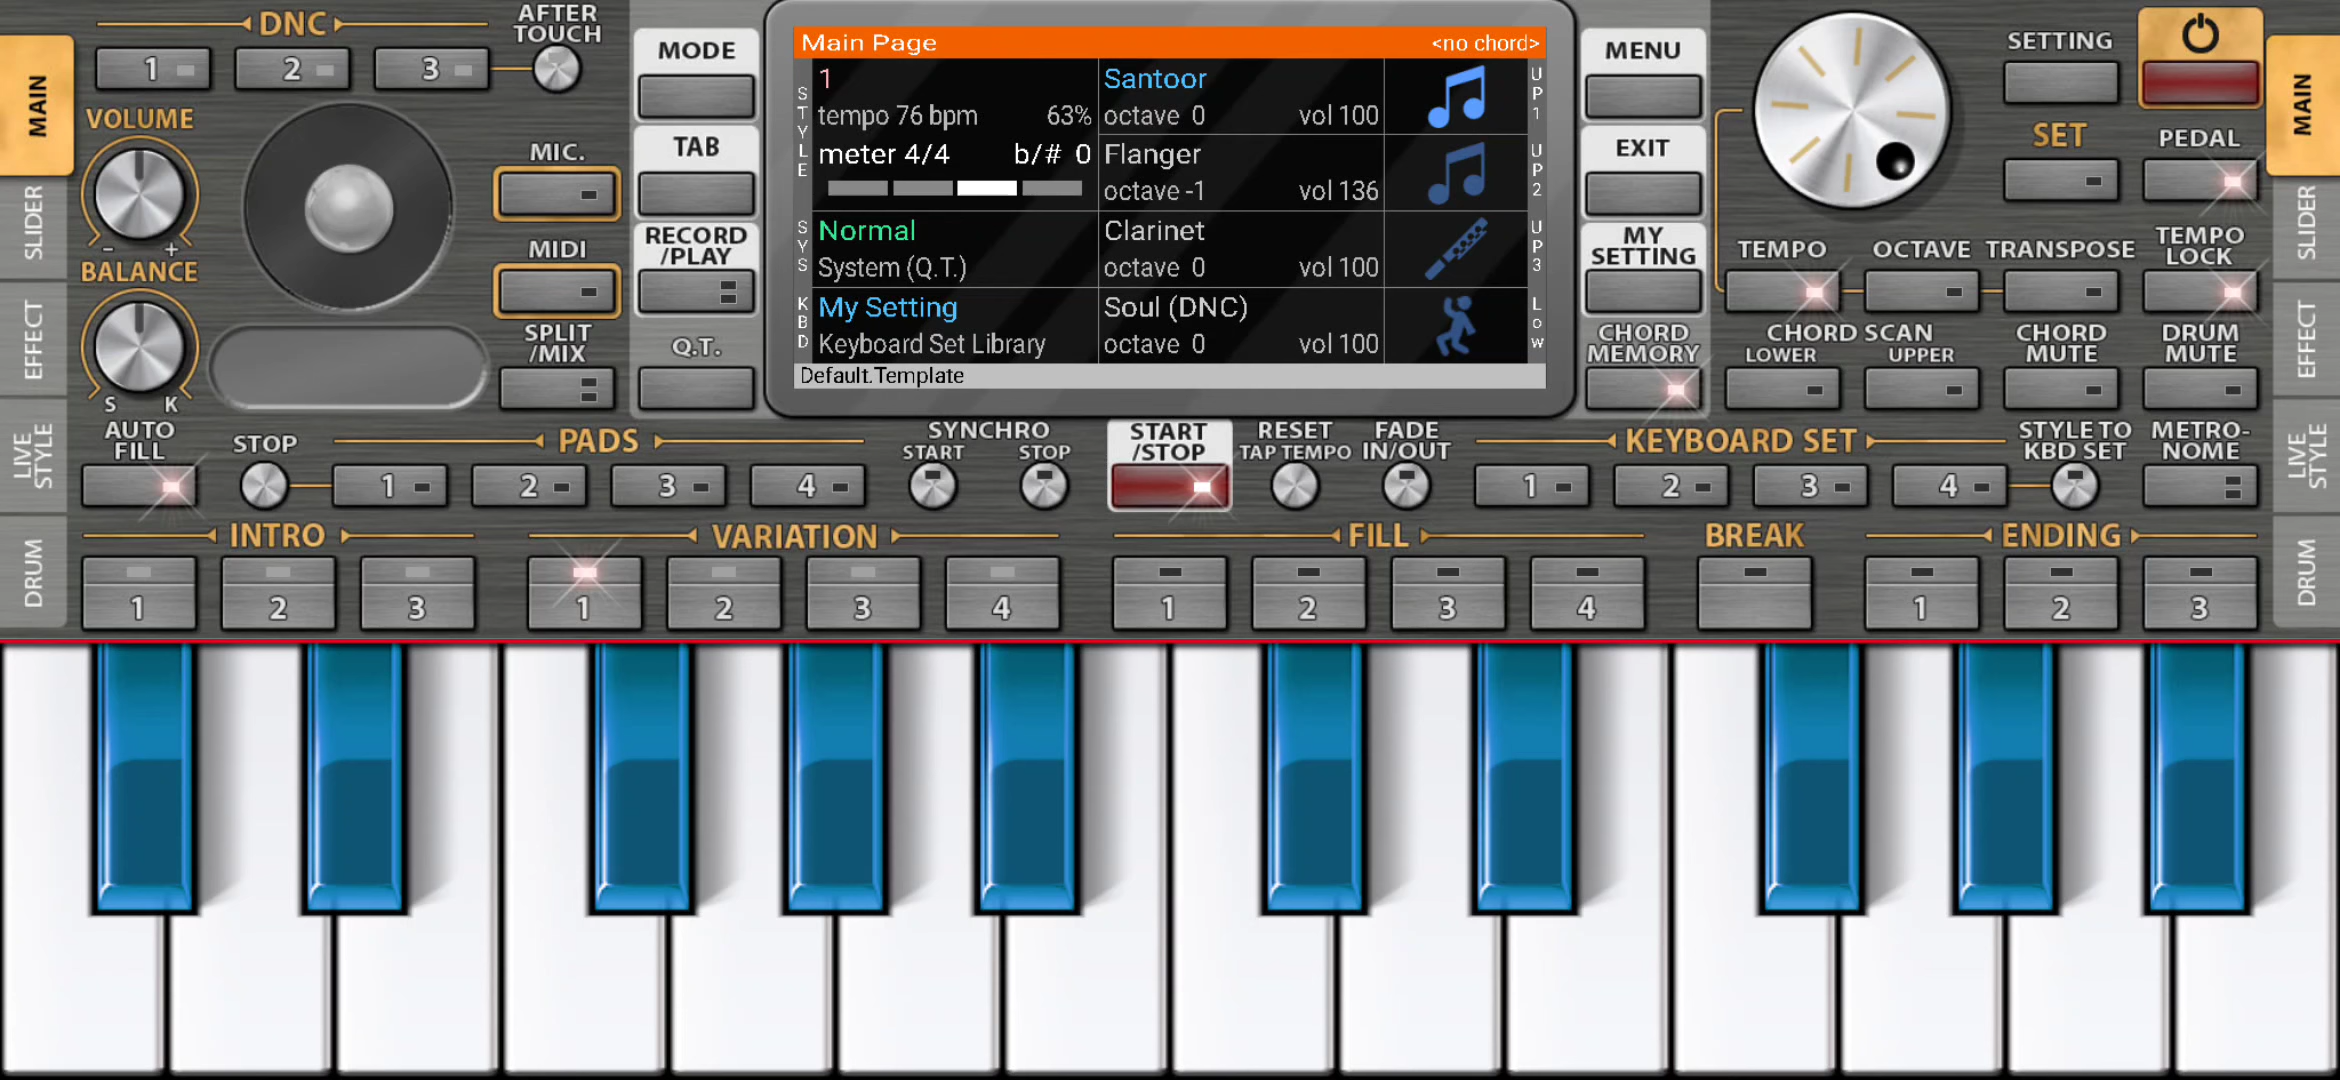 MAIN
SLIDER
EFFECT
LIVE STYLE
DRUM
DNC
1 2 3
AFTER TOUCH
VOLUME
- +
BALANCE
S K
MIC.
MIDI
SPLIT /MIX
MODE
TAB
RECORD /PLAY
Q.T.
Main Page <no chord>
STYLE
1
tempo 76 bpm 63%
meter 4/4 b/# 0
SYS
Normal
System (Q.T.)
KBD
My Setting
Keyboard Set Library
Santoor
octave 0 vol 100
UP1
Flanger
octave -1 vol 136
UP2
Clarinet
octave 0 vol 100
UP3
Soul (DNC)
octave 0 vol 100
Low
Default.Template
MENU
EXIT
MY SETTING
CHORD MEMORY
SETTING
SET
PEDAL
TEMPO
OCTAVE
TRANSPOSE
TEMPO LOCK
CHORD SCAN
LOWER UPPER
CHORD MUTE
DRUM MUTE
AUTO FILL
STOP
PADS
1 2 3 4
SYNCHRO
START STOP
START /STOP
RESET
TAP TEMPO
FADE IN/OUT
KEYBOARD SET
1 2 3 4
STYLE TO KBD SET
METRO-NOME
INTRO
1 2 3
VARIATION
1 2 3 4
FILL
1 2 3 4
BREAK
ENDING
1 2 3
MAIN
SLIDER
EFFECT
LIVE STYLE
DRUM